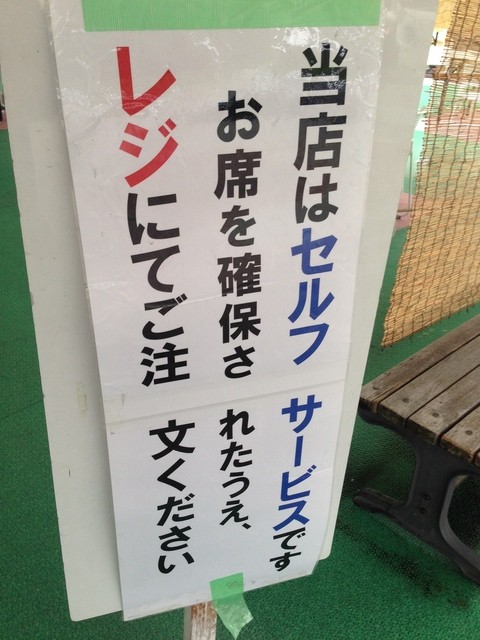 当店はセルフサービスです
お席を確保されたうえ、
レジにてご注文ください